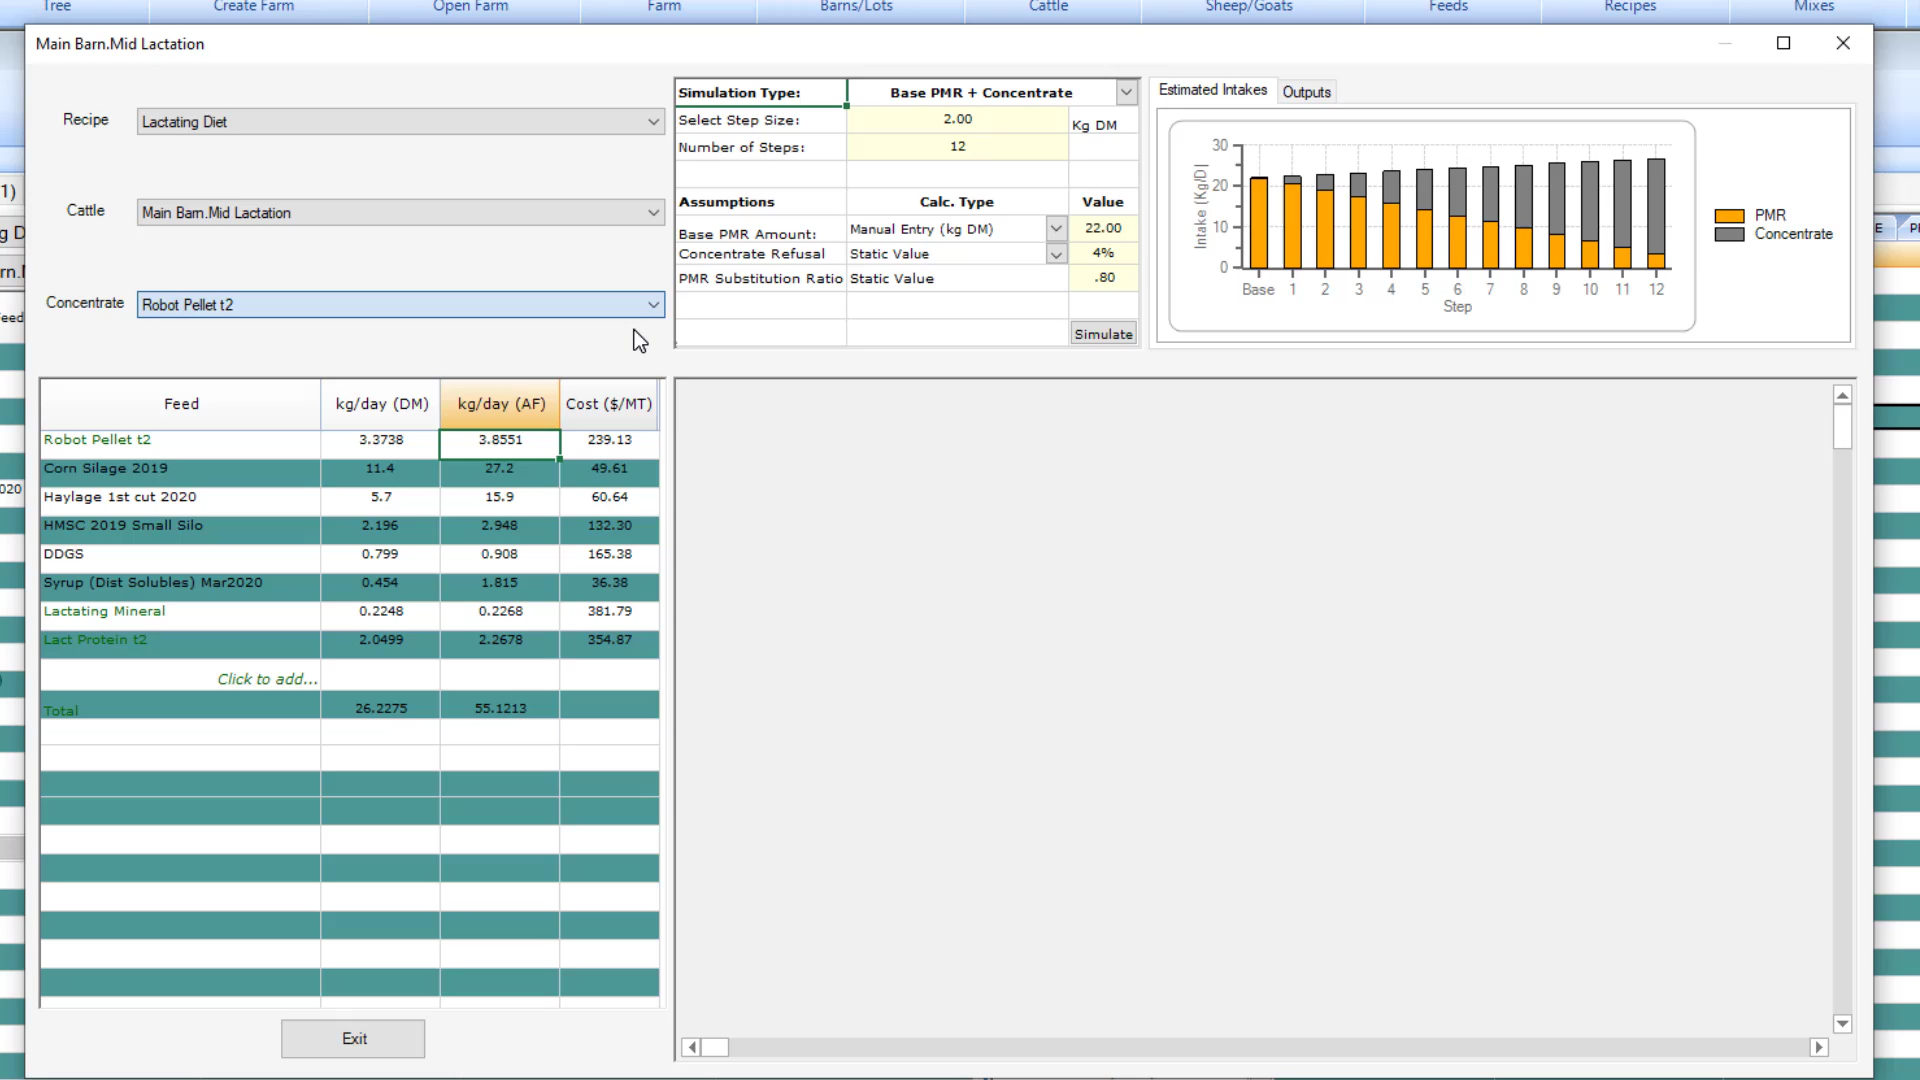 Tree Create Farm Open Farm Farm Barns/Lots Cattle Sheep/Goats Feeds Recipes Mixes
Main Barn.Mid Lactation
Recipe Lactating Diet
Cattle Main Barn.Mid Lactation
Concentrate Robot Pellet t2
Simulation Type: Base PMR + Concentrate
Select Step Size: 2.00 Kg DM
Number of Steps: 12
Assumptions Calc. Type Value
Base PMR Amount: Manual Entry (kg DM) 22.00
Concentrate Refusal Static Value 4%
PMR Substitution Ratio Static Value .80
Simulate
Estimated Intakes Outputs
30
20
10
0
Intake (Kg/D
Base 1 2 3 4 5 6 7 8 9 10 11 12
Step
PMR
Concentrate
Feed kg/day (DM) kg/day (AF) Cost ($/MT)
Robot Pellet t2 3.3738 3.8551 239.13
Corn Silage 2019 11.4 27.2 49.61
Haylage 1st cut 2020 5.7 15.9 60.64
HMSC 2019 Small Silo 2.196 2.948 132.30
DDGS 0.799 0.908 165.38
Syrup (Dist Solubles) Mar2020 0.454 1.815 36.38
Lactating Mineral 0.2248 0.2268 381.79
Lact Protein t2 2.0499 2.2678 354.87
Click to add...
Total 26.2275 55.1213
Exit
1)
g D
rn.M
eed
020
E P